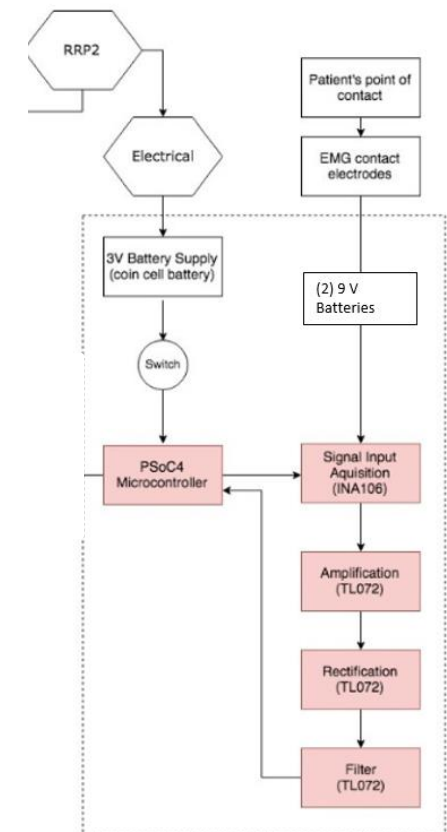 RRP2
Patient's point of
contact
Electrical
EMG contact
electrodes
3V Battery Supply
(coin cell battery)
(2) 9 V
Batteries
Switch
PSoC4
Microcontroller
Signal Input
Aquisition
(INA106)
Amplification
(TL072)
Rectification
(TL072)
Filter
(TL072)